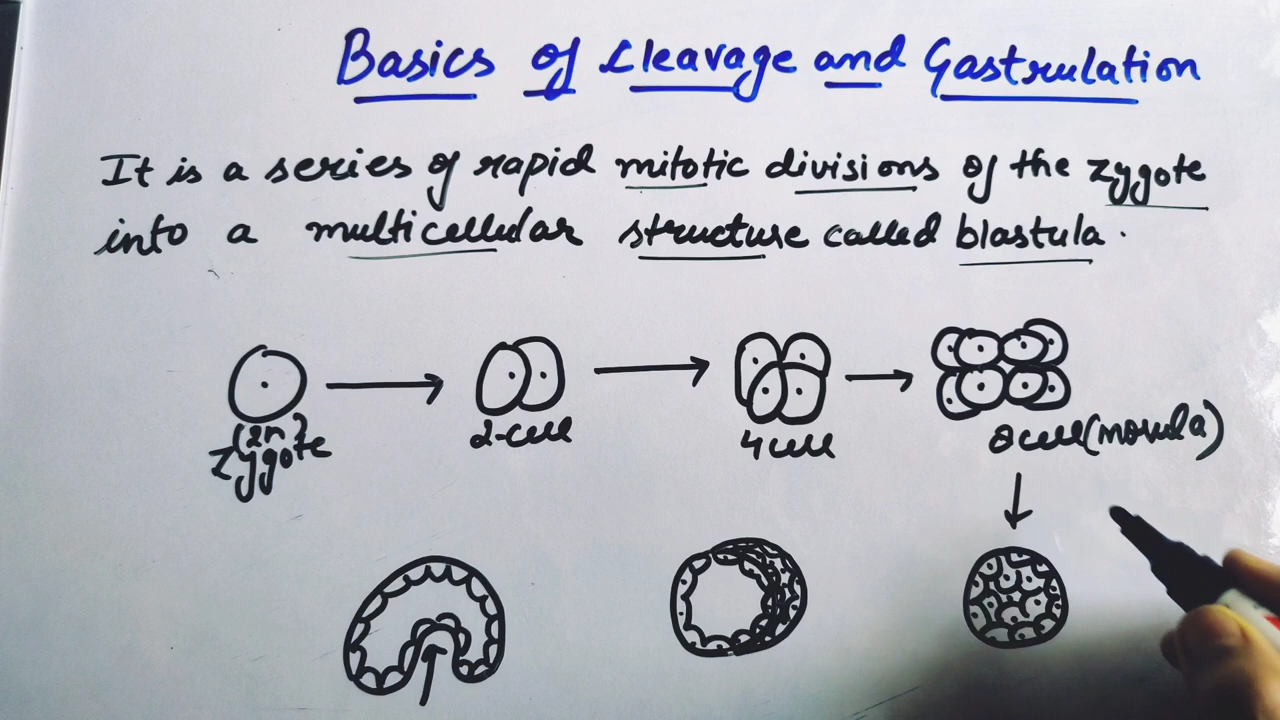 Basics of Cleavage and Gastrulation
It is a series of rapid mitotic divisions of the zygote
into a multicellular structure called blastula.
(2n)
Zygote
2-cell
4 cell
8 cell (morula)